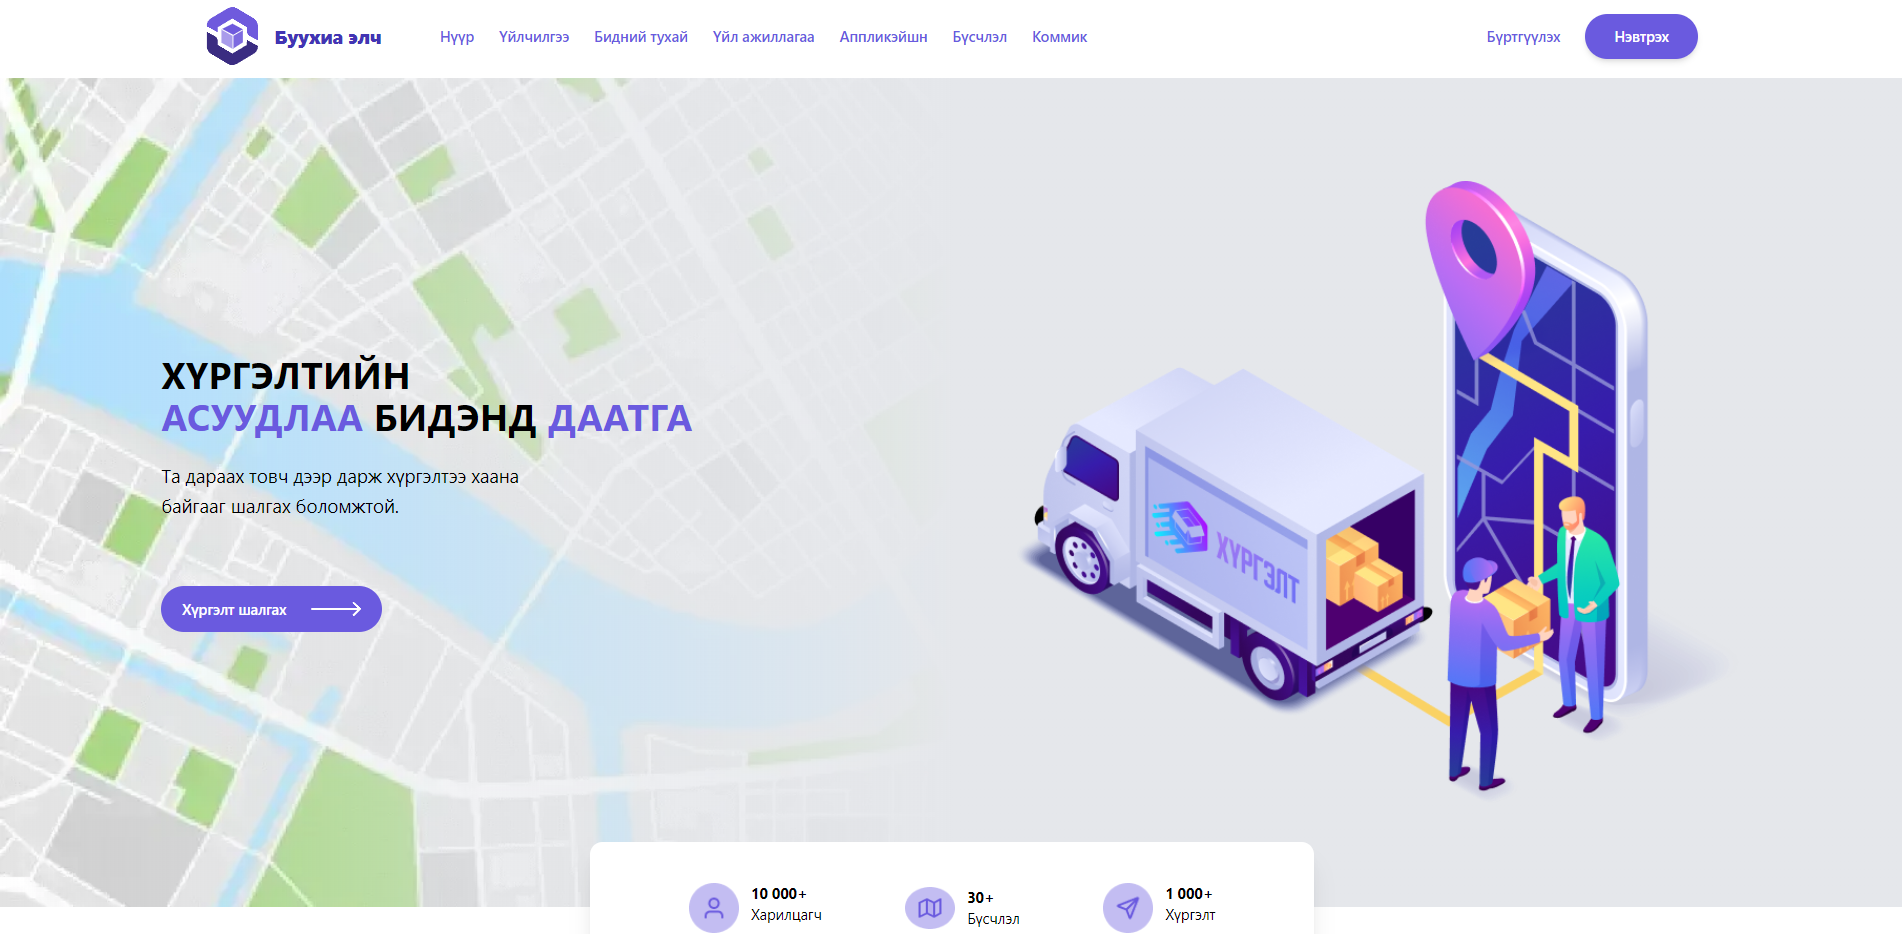 Буухиа элч
Нүүр Үйлчилгээ Бидний тухай Үйл ажиллагаа Аппликэйшн Бүсчлэл Коммик
Бүртгүүлэх Нэвтрэх
ХҮРГЭЛТИЙН
АСУУДЛАА БИДЭНД ДААТГА
Та дараах товч дээр дарж хүргэлтээ хаана
байгааг шалгах боломжтой.
Хүргэлт шалгах
ХҮРГЭЛТ
10 000+
Харилцагч
30+
Бүсчлэл
1 000+
Хүргэлт